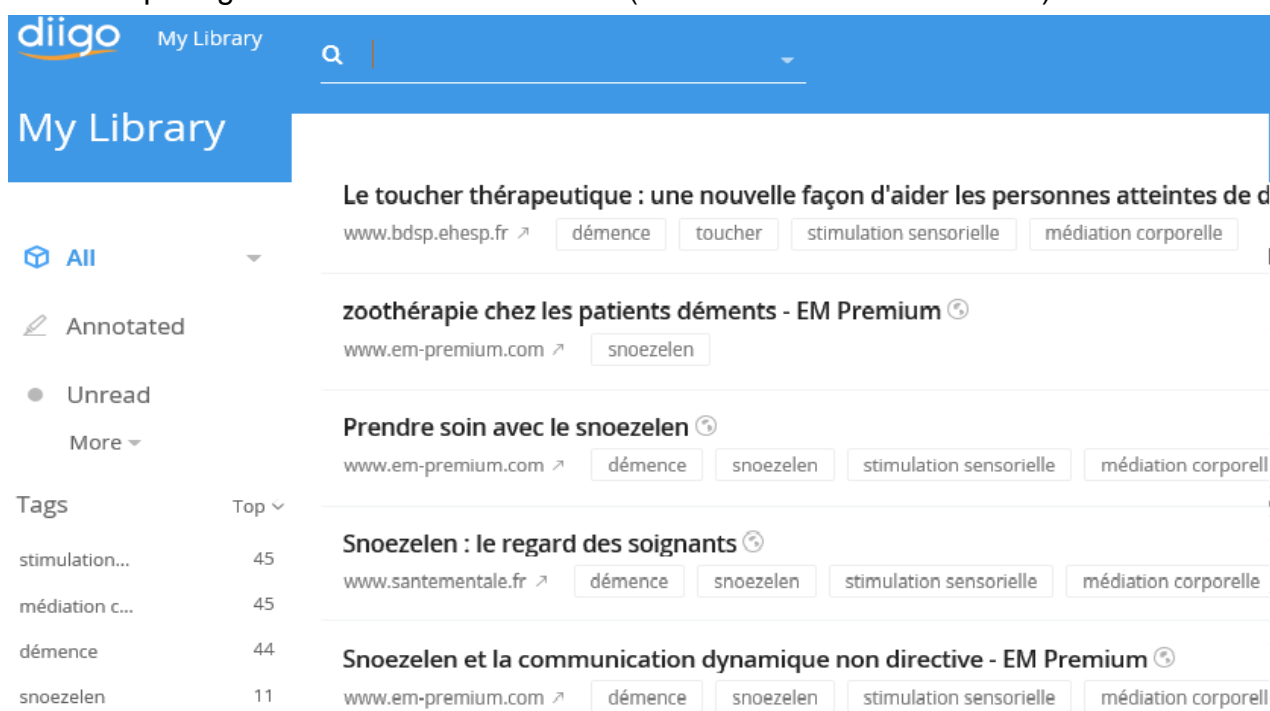 diigo My Library
My Library
All
Annotated
Unread
More
Tags Top
stimulation... 45
médiation c... 45
démence 44
snoezelen 11
Le toucher thérapeutique : une nouvelle façon d'aider les personnes atteintes de d
www.bdsp.ehesp.fr démence toucher stimulation sensorielle médiation corporelle
zoothérapie chez les patients déments - EM Premium
www.em-premium.com snoezelen
Prendre soin avec le snoezelen
www.em-premium.com démence snoezelen stimulation sensorielle médiation corporell
Snoezelen : le regard des soignants
www.santementale.fr démence snoezelen stimulation sensorielle médiation corporelle
Snoezelen et la communication dynamique non directive - EM Premium
www.em-premium.com démence snoezelen stimulation sensorielle médiation corporell